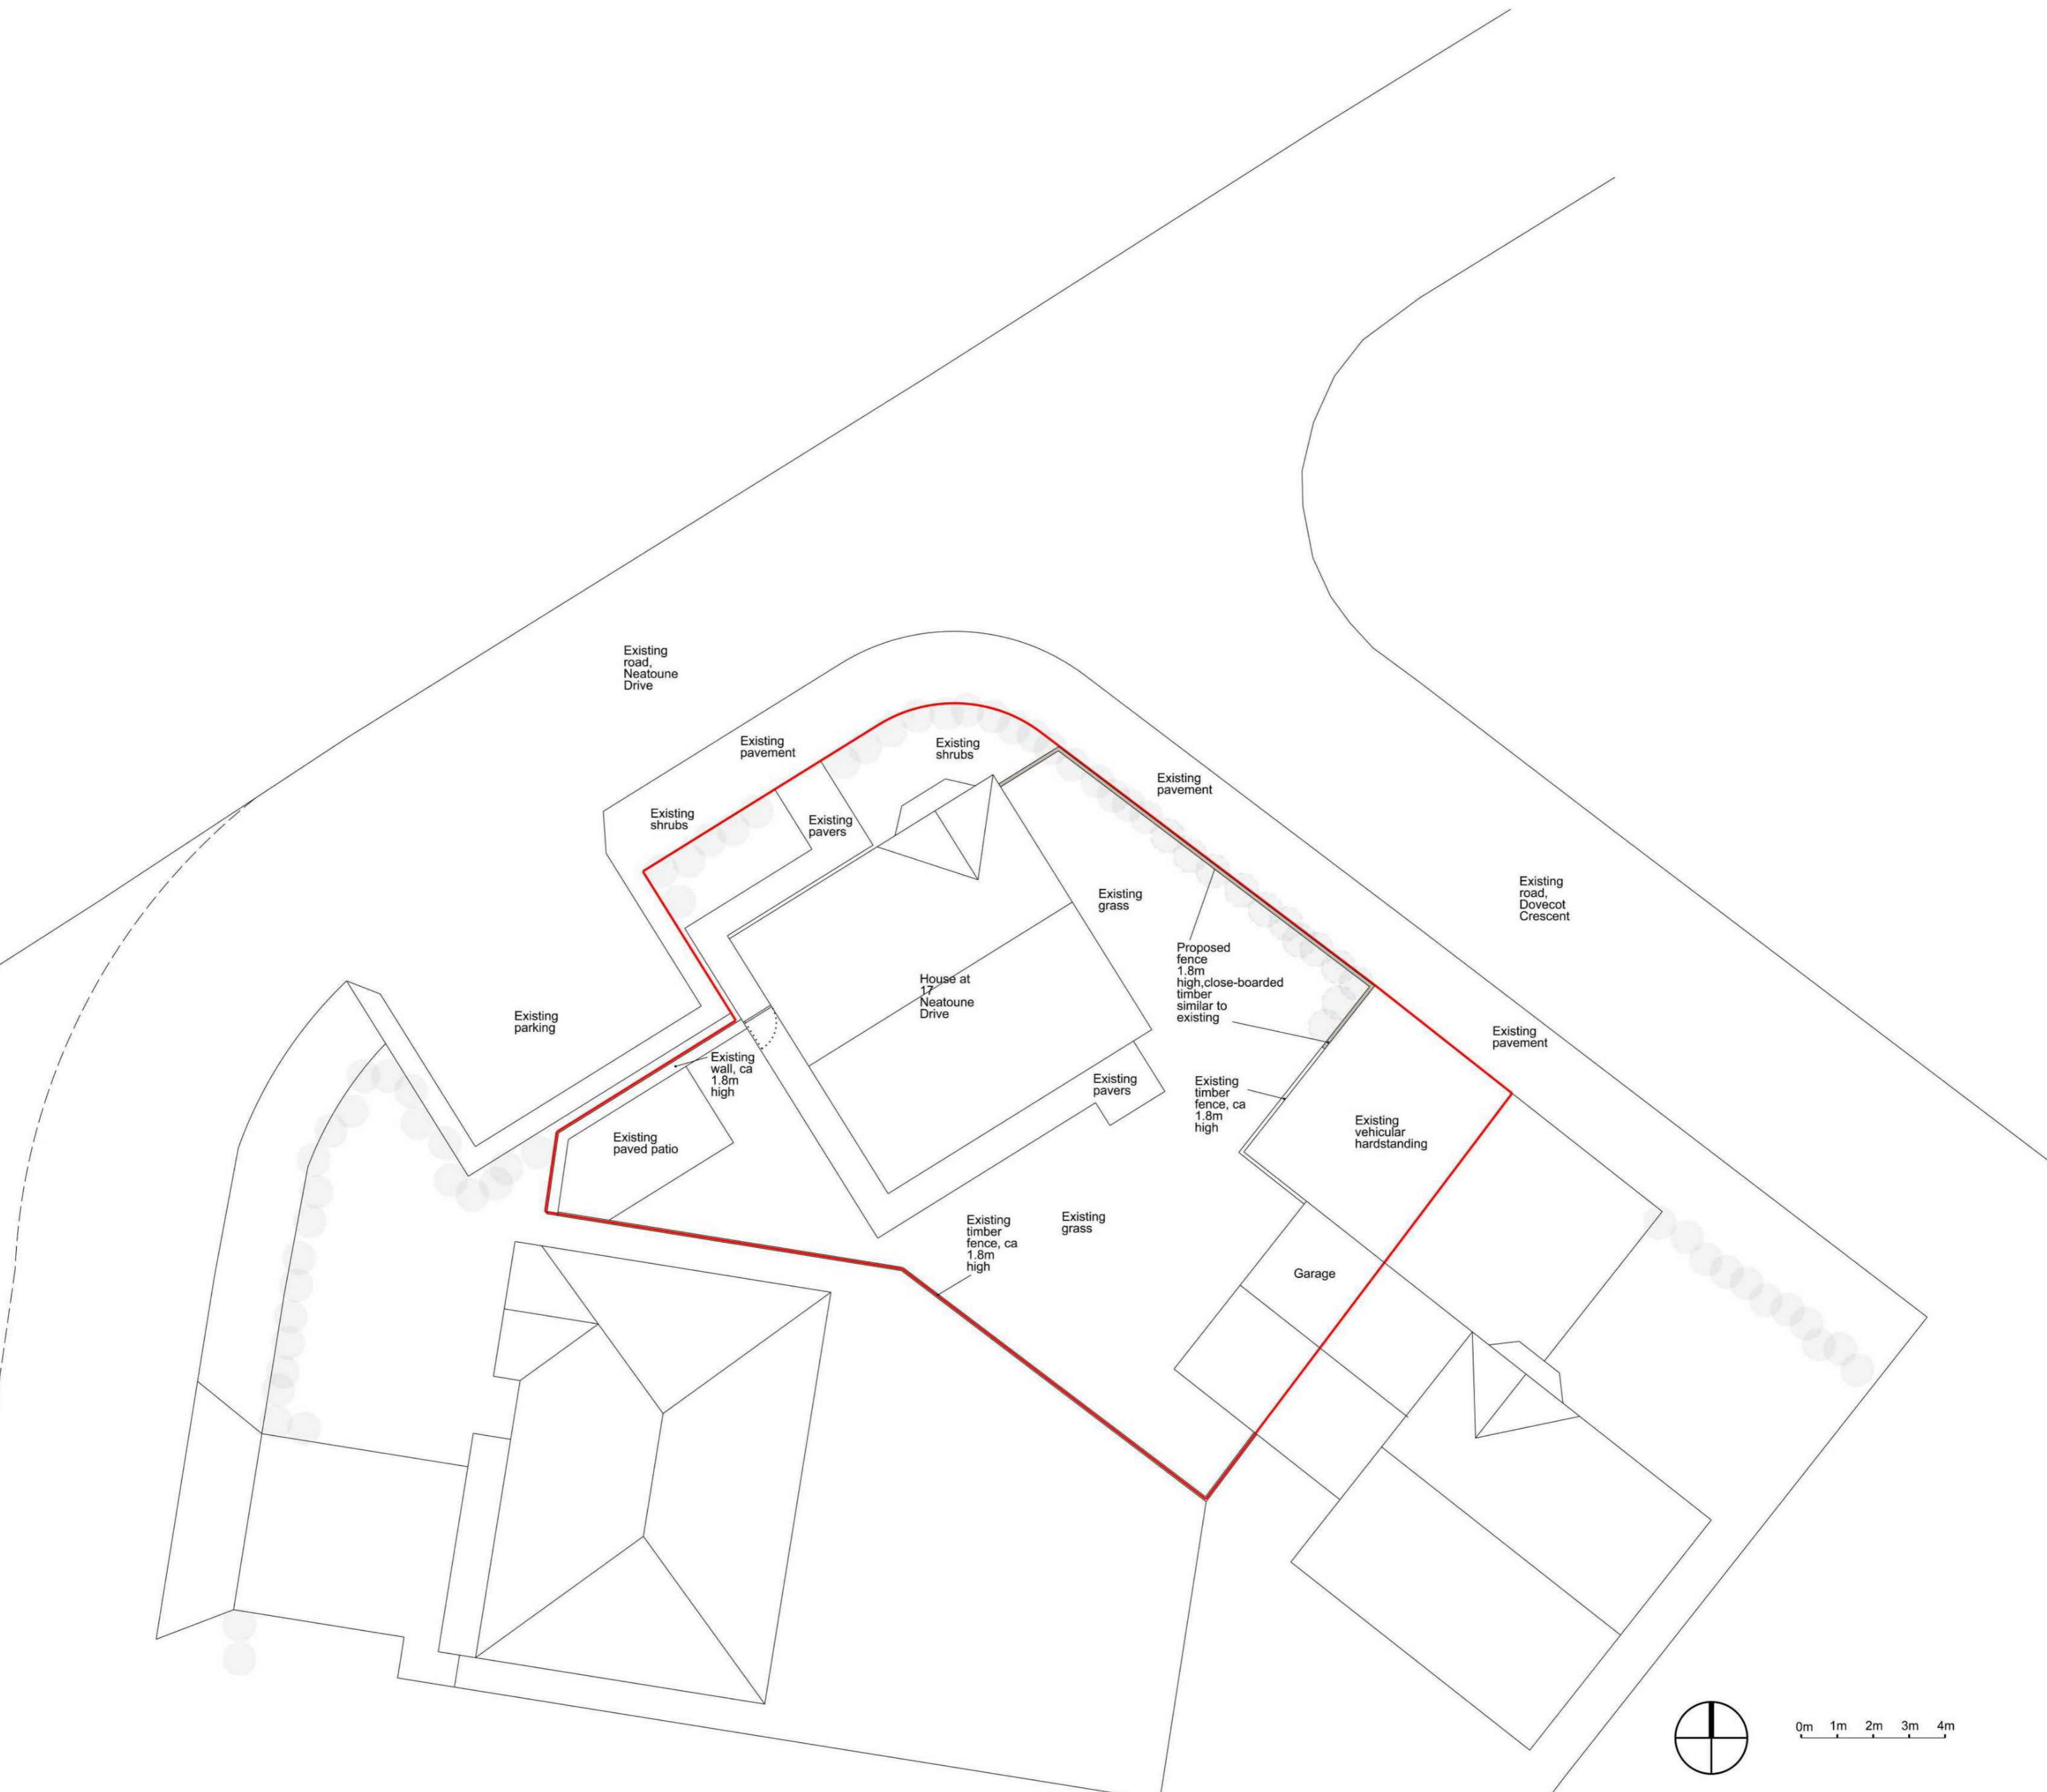 Existing
road,
Neatoune
Drive
Existing
pavement
Existing
shrubs
Existing
pavement
Existing
shrubs
Existing
pavers
Existing
grass
Existing
road,
Dovecot
Crescent
Proposed
fence
1.8m
high,close-boarded
timber
similar to
existing
House at
17
Neatoune
Drive
Existing
parking
Existing
pavement
Existing
wall, ca
1.8m
high
Existing
pavers
Existing
timber
fence, ca
1.8m
high
Existing
vehicular
hardstanding
Existing
paved patio
Existing
timber
fence, ca
1.8m
high
Existing
grass
Garage
0m 1m 2m 3m 4m